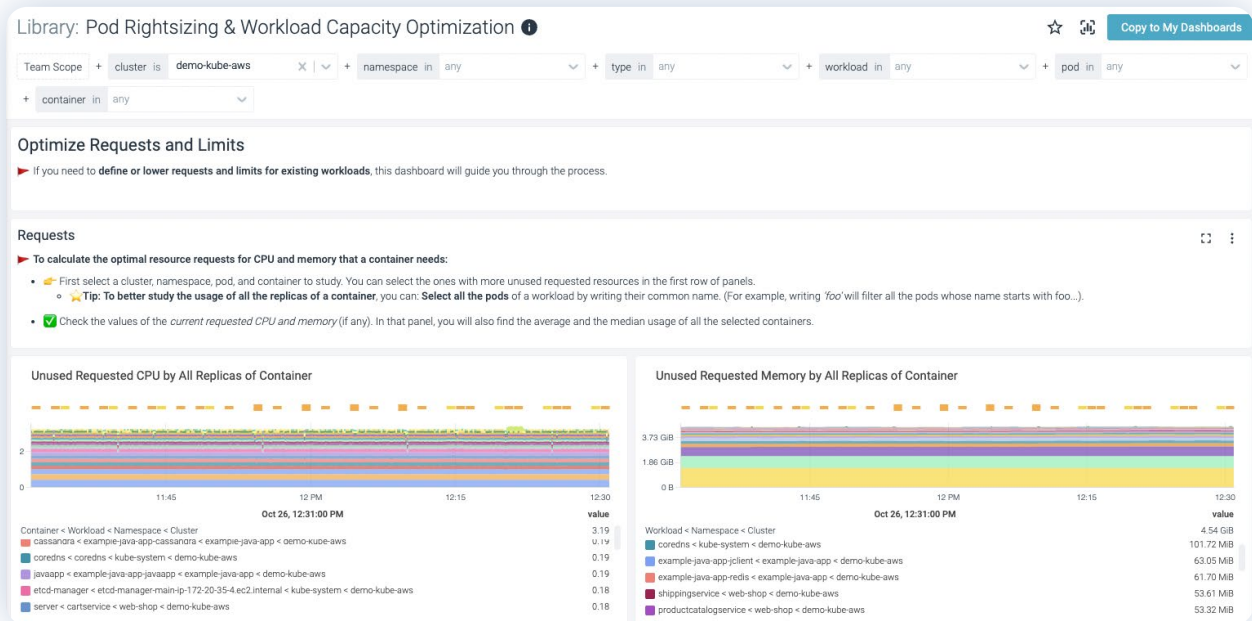 Library: Pod Rightsizing & Workload Capacity Optimization
Copy to My Dashboards
Team Scope + cluster is demo-kube-aws + namespace in any + type in any + workload in any + pod in any
+ container in any
Optimize Requests and Limits
If you need to define or lower requests and limits for existing workloads, this dashboard will guide you through the process.
Requests
To calculate the optimal resource requests for CPU and memory that a container needs:
• First select a cluster, namespace, pod, and container to study. You can select the ones with more unused requested resources in the first row of panels.
Tip: To better study the usage of all the replicas of a container, you can: Select all the pods of a workload by writing their common name. (For example, writing 'foo' will filter all the pods whose name starts with foo...).
• Check the values of the current requested CPU and memory (if any). In that panel, you will also find the average and the median usage of all the selected containers.
Unused Requested CPU by All Replicas of Container
2
0
11:45 12 PM 12:15 12:30
Oct 26, 12:31:00 PM value
Container < Workload < Namespace < Cluster 3.19
cassandra < example-java-app-cassandra < example-java-app < demo-kube-aws 0.19
coredns < coredns < kube-system < demo-kube-aws 0.19
javaapp < example-java-app-javaapp < example-java-app < demo-kube-aws 0.19
etcd-manager < etcd-manager-main-ip-172-20-35-4.ec2.internal < kube-system < demo-kube-aws 0.18
server < cartservice < web-shop < demo-kube-aws 0.18
Unused Requested Memory by All Replicas of Container
3.73 GiB
1.86 GiB
0 B
11:45 12 PM 12:15 12:30
Oct 26, 12:31:00 PM value
Workload < Namespace < Cluster 4.54 GiB
coredns < kube-system < demo-kube-aws 101.72 MiB
example-java-app-jclient < example-java-app < demo-kube-aws 63.05 MiB
example-java-app-redis < example-java-app < demo-kube-aws 61.70 MiB
shippingservice < web-shop < demo-kube-aws 53.61 MiB
productcatalogservice < web-shop < demo-kube-aws 53.32 MiB